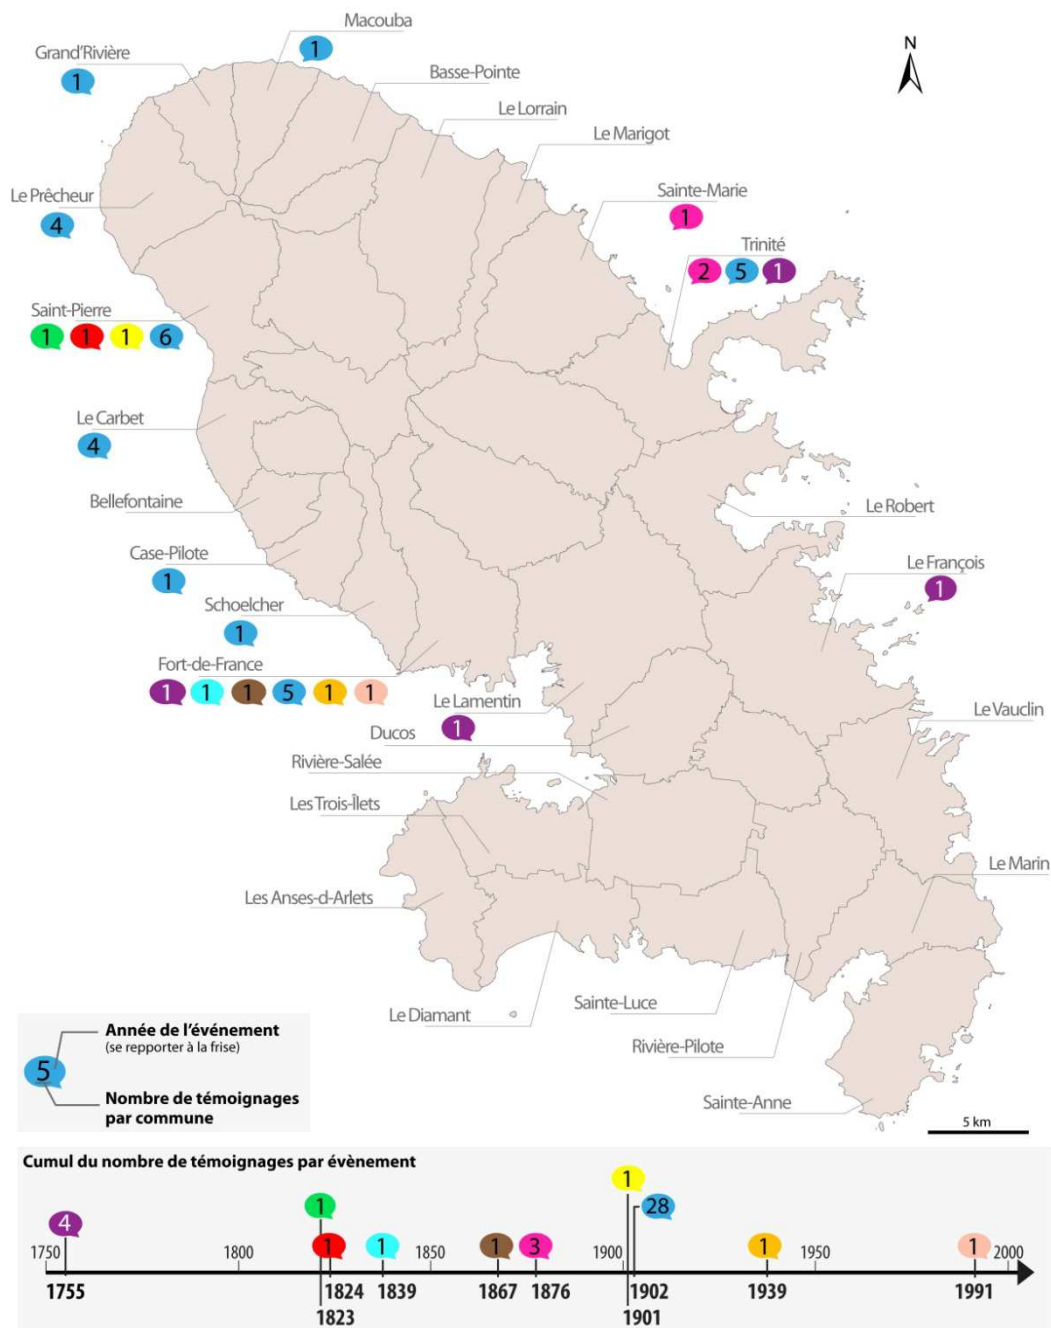 Macouba
1
N
Grand'Rivière
1
Basse-Pointe
Le Lorrain
Le Marigot
Le Prêcheur
4
Sainte-Marie
1
Trinité
2 5 1
Saint-Pierre
1 1 1 6
Le Carbet
4
Bellefontaine
Le Robert
Case-Pilote
1
Le François
1
Schoelcher
1
Fort-de-France
1 1 1 5 1 1
Le Lamentin
1
Le Vauclin
Ducos
Rivière-Salée
Les Trois-Îlets
Le Marin
Les Anses-d-Arlets
Le Diamant
Sainte-Luce
Rivière-Pilote
Sainte-Anne
5 km
Année de l'événement
(se repporter à la frise)
5
Nombre de témoignages
par commune
Cumul du nombre de témoignages par évènement
4 1 1 1 1 3 1 28 1 1
1750 1800 1850 1900 1950 2000
1755 1824 1839 1867 1876 1902 1939 1991
1823 1901